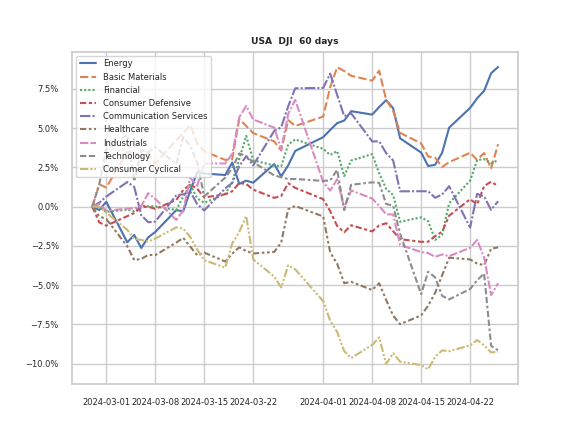 USA  DJI  60 days
Energy
Basic Materials
Financial
Consumer Defensive
Communication Services
Healthcare
Industrials
Technology
Consumer Cyclical
7.5%
5.0%
2.5%
0.0%
−2.5%
−5.0%
−7.5%
−10.0%
2024-03-01 2024-03-08 2024-03-15 2024-03-22 2024-04-01 2024-04-08 2024-04-15 2024-04-22